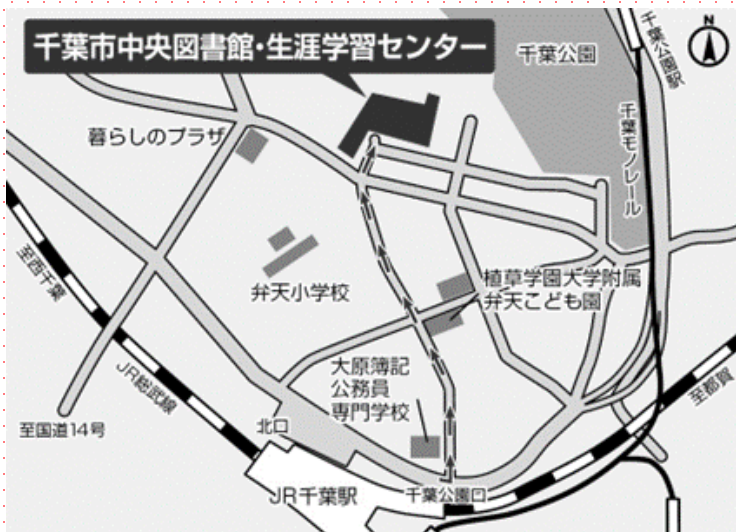 千葉市中央図書館・生涯学習センター
N
千葉公園
千葉公園駅
千葉モノレール
暮らしのプラザ
至西千葉
弁天小学校
植草学園大学附属
弁天こども園
JR総武線
大原簿記
公務員
専門学校
至都賀
至国道14号
北口
JR千葉駅
千葉公園口